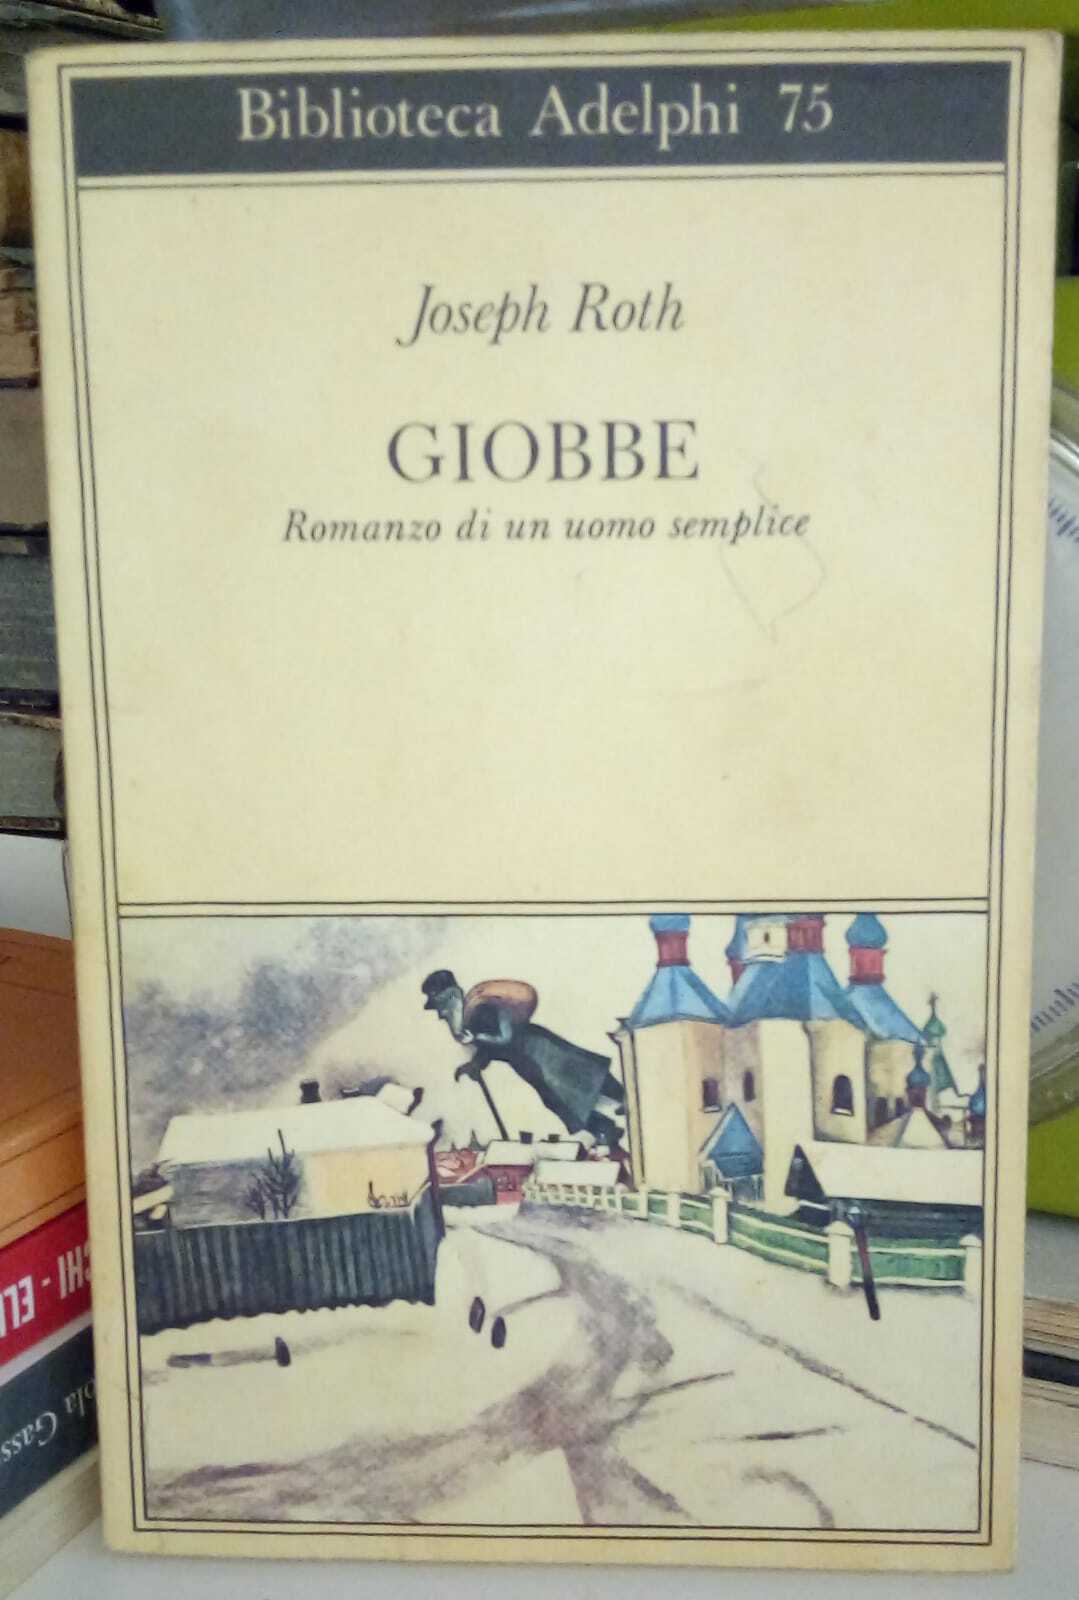 Biblioteca Adelphi 75
Joseph Roth
GIOBBE
Romanzo di un uomo semplice